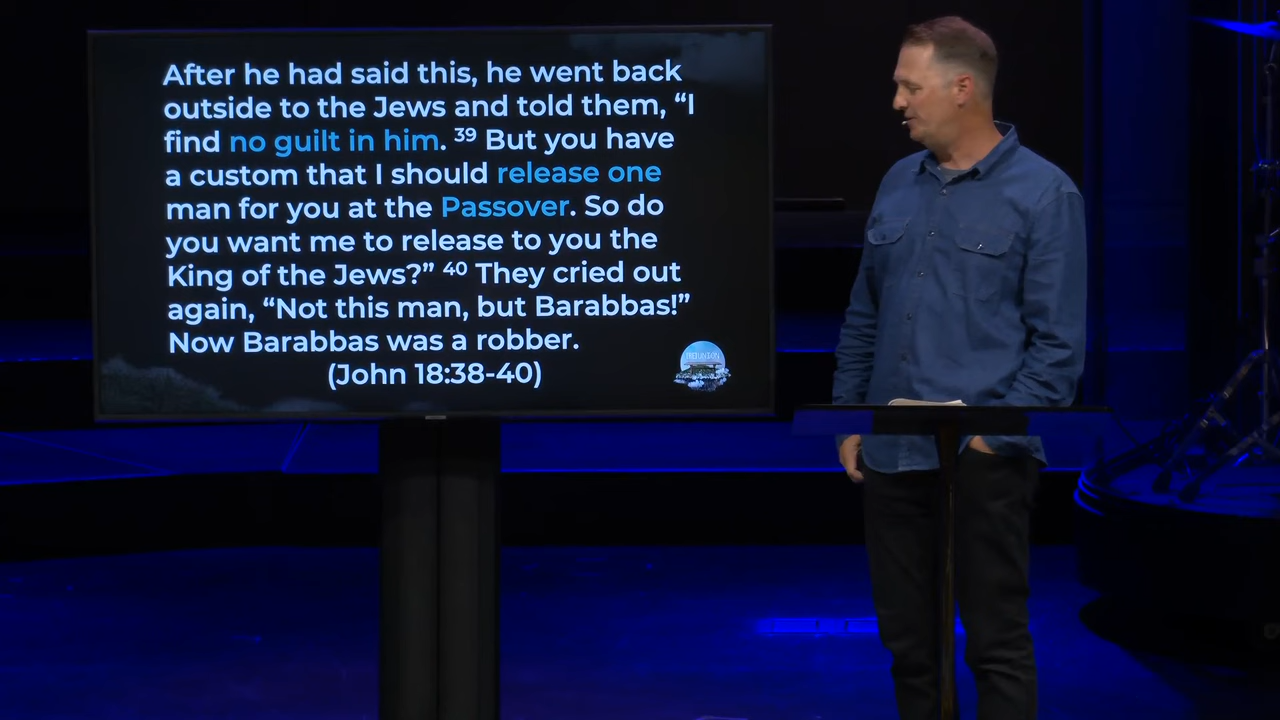 After he had said this, he went back
outside to the Jews and told them, “I
find no guilt in him. ³⁹ But you have
a custom that I should release one
man for you at the Passover. So do
you want me to release to you the
King of the Jews?” ⁴⁰ They cried out
again, “Not this man, but Barabbas!”
Now Barabbas was a robber.
(John 18:38-40)